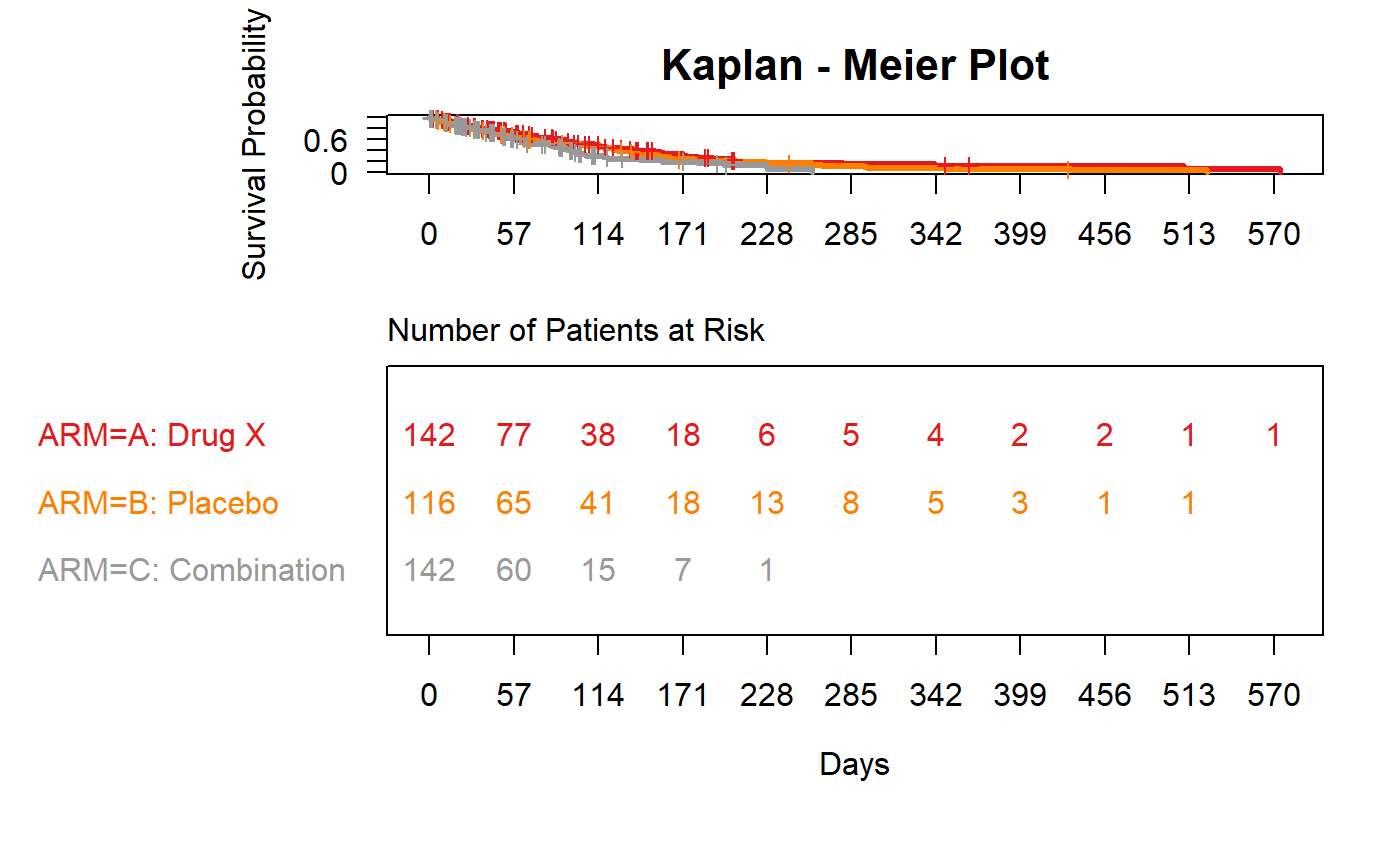 Kaplan - Meier Plot
Survival Probability
0.6
0
0 57 114 171 228 285 342 399 456 513 570
Number of Patients at Risk
ARM=A: Drug X 142 77 38 18 6 5 4 2 2 1 1
ARM=B: Placebo 116 65 41 18 13 8 5 3 1 1
ARM=C: Combination 142 60 15 7 1
0 57 114 171 228 285 342 399 456 513 570
Days